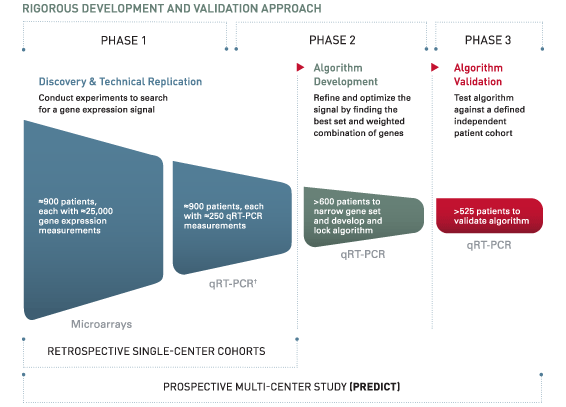 RIGOROUS DEVELOPMENT AND VALIDATION APPROACH
PHASE 1
PHASE 2
PHASE 3
Discovery & Technical Replication
Conduct experiments to search
for a gene expression signal
Algorithm
Development
Refine and optimize the
signal by finding the
best set and weighted
combination of genes
Algorithm
Validation
Test algorithm
against a defined
independent
patient cohort
≈900 patients,
each with ≈25,000
gene expression
measurements
≈900 patients, each
with ≈250 qRT-PCR
measurements
>600 patients to
narrow gene set
and develop and
lock algorithm
>525 patients to
validate algorithm
Microarrays
qRT-PCR†
qRT-PCR
qRT-PCR
RETROSPECTIVE SINGLE-CENTER COHORTS
PROSPECTIVE MULTI-CENTER STUDY (PREDICT)